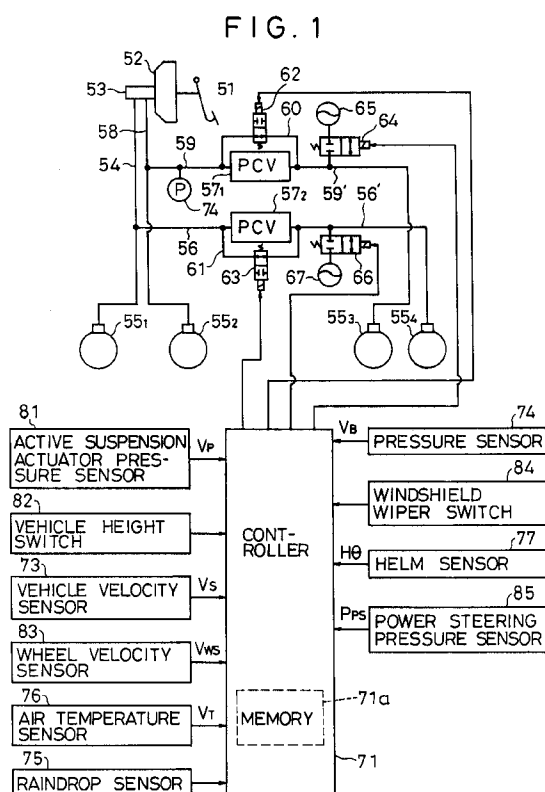 FIG. 1
52
53
51
62
58
60
65
64
54
59
PCV
57₁
59'
74
P
57₂
PCV
56'
56
61
63
67
66
55₁
55₂
55₃
55₄
81
ACTIVE SUSPENSION
ACTUATOR PRES-
SURE SENSOR
VP
82
VEHICLE HEIGHT
SWITCH
73
VEHICLE VELOCITY
SENSOR
VS
83
WHEEL VELOCITY
SENSOR
VWS
76
AIR TEMPERATURE
SENSOR
VT
75
RAINDROP SENSOR
CONT-
ROLLER
MEMORY
71a
71
VB
74
PRESSURE SENSOR
84
WINDSHIELD
WIPER SWITCH
Hθ
77
HELM SENSOR
85
PPS
POWER STEERING
PRESSURE SENSOR